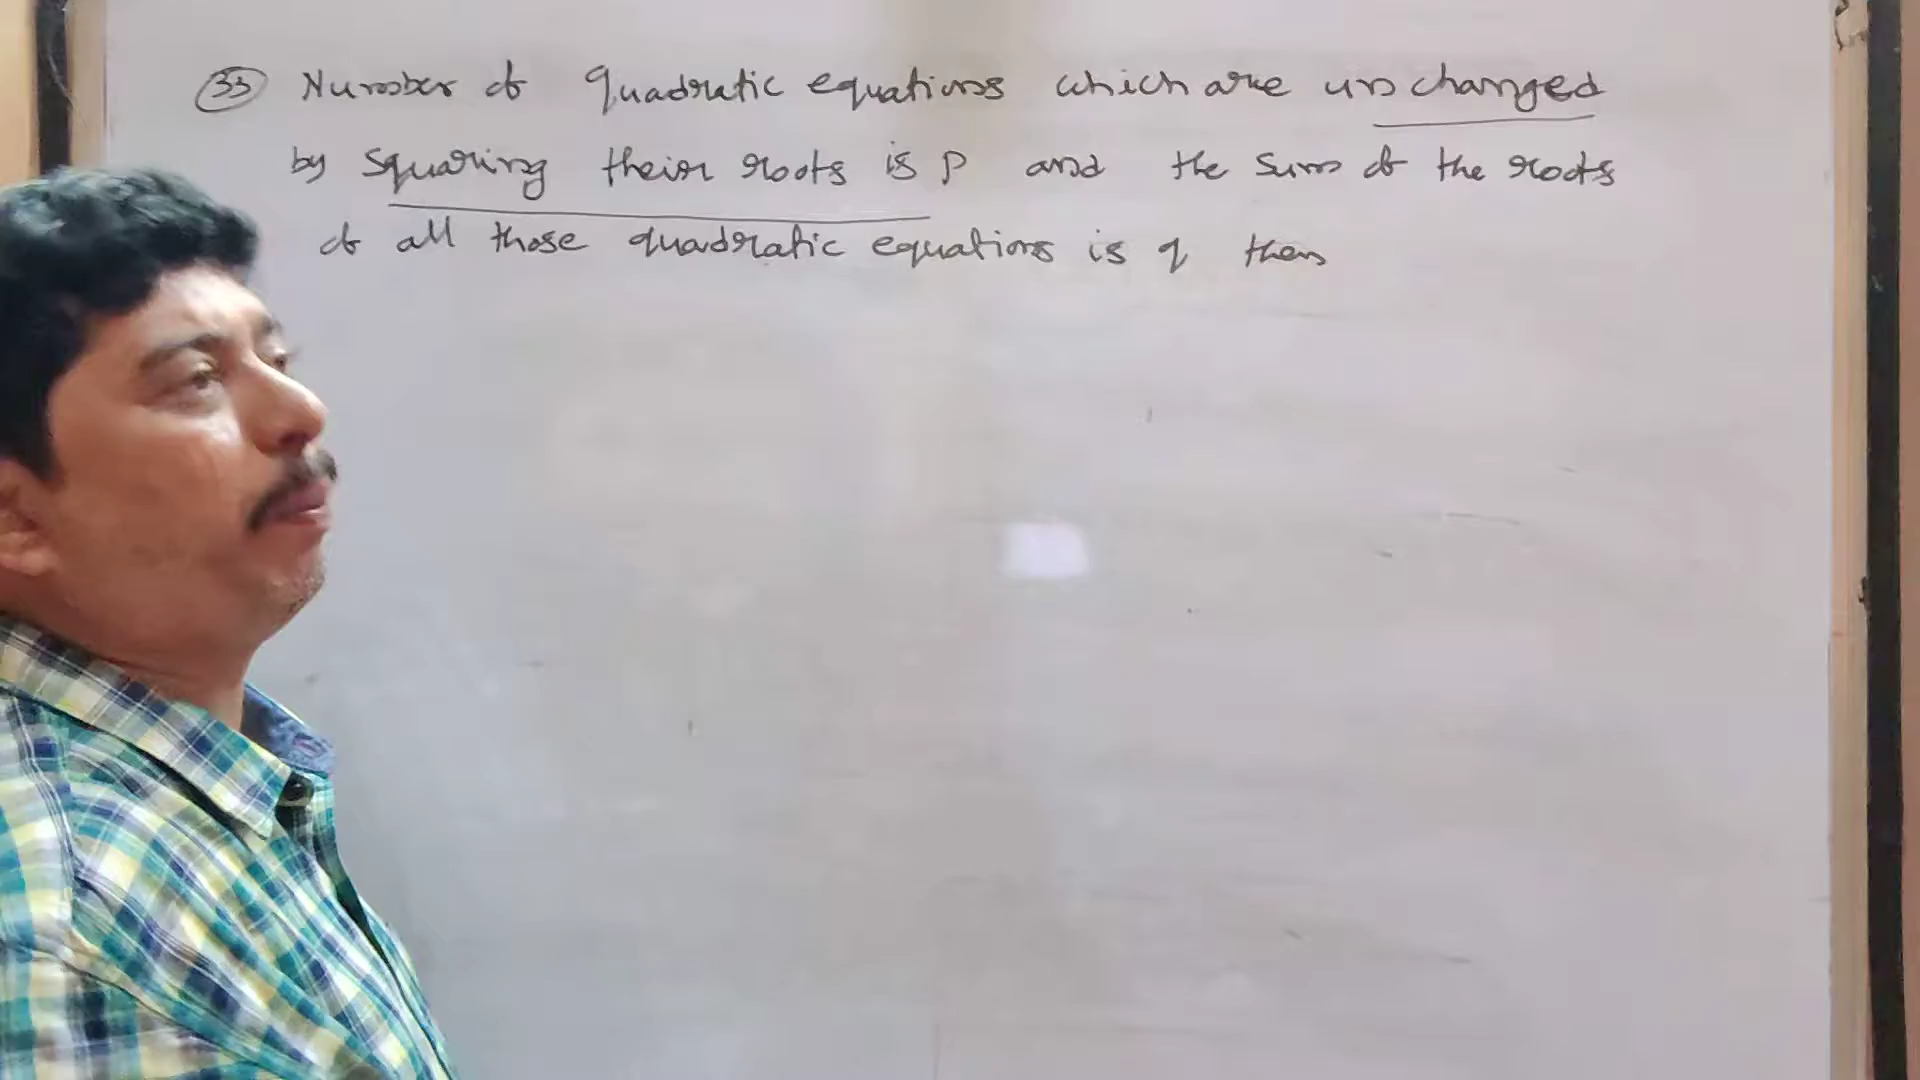 33 Number of quadratic equations which are unchanged
by squaring their roots is p and the sum of the roots
of all those quadratic equations is q then